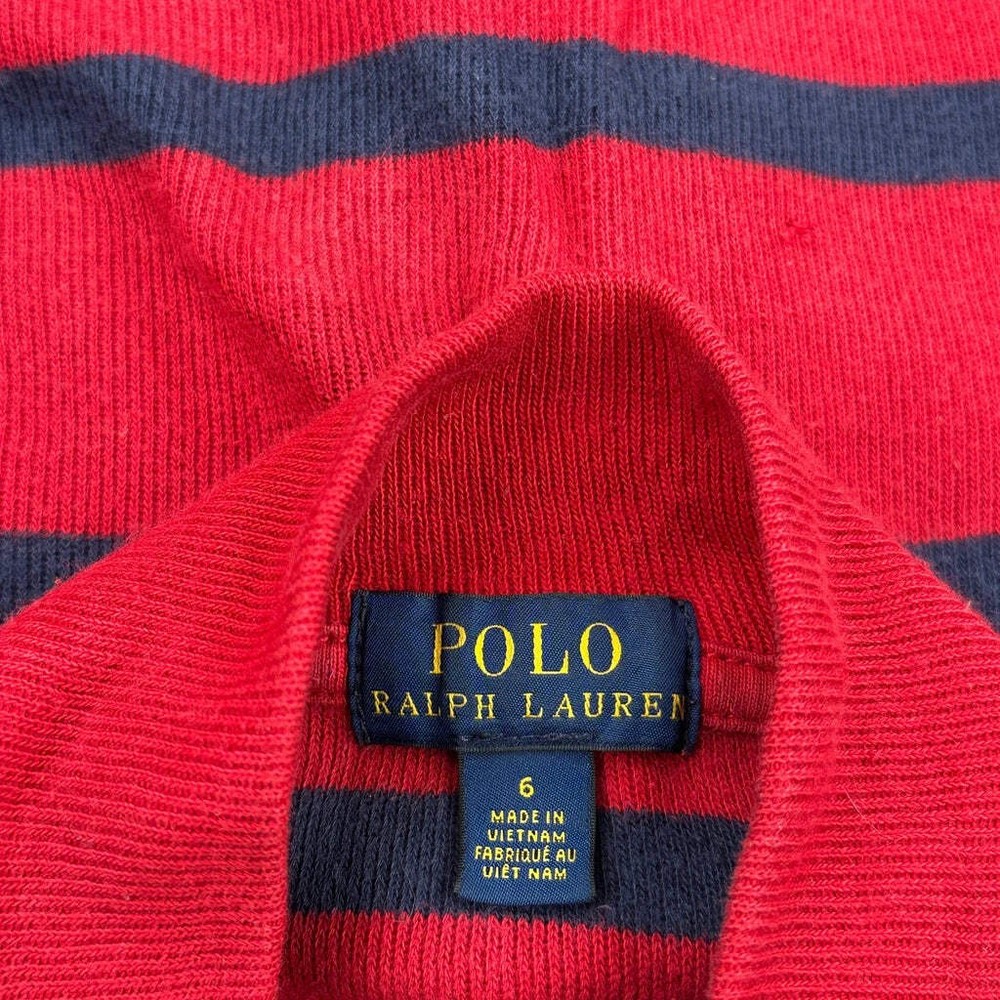 POLO
RALPH LAUREN
6
MADE IN
VIETNAM
FABRIQUÉ AU
VIÊT NAM